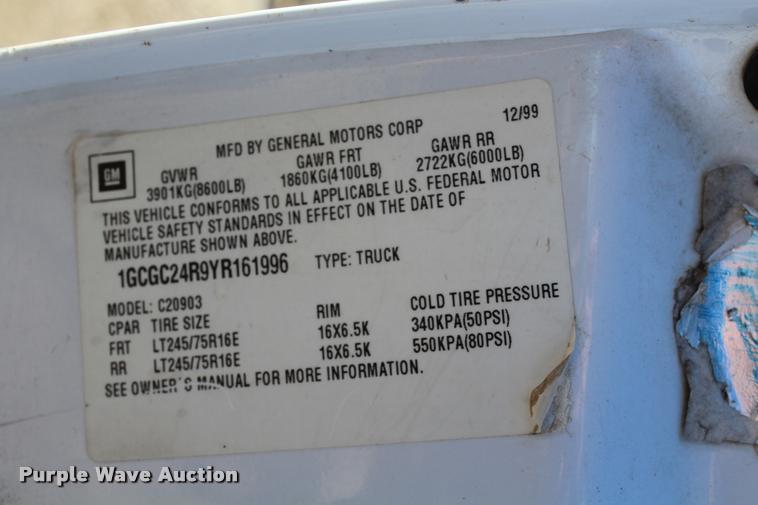 MFD BY GENERAL MOTORS CORP 12/99
GM
GVWR GAWR FRT GAWR RR
3901KG(8600LB) 1860KG(4100LB) 2722KG(6000LB)
THIS VEHICLE CONFORMS TO ALL APPLICABLE U.S. FEDERAL MOTOR
VEHICLE SAFETY STANDARDS IN EFFECT ON THE DATE OF
MANUFACTURE SHOWN ABOVE.
1GCGC24R9YR161996 TYPE: TRUCK
MODEL: C20903
CPAR TIRE SIZE RIM COLD TIRE PRESSURE
FRT LT245/75R16E 16X6.5K 340KPA(50PSI)
RR LT245/75R16E 16X6.5K 550KPA(80PSI)
SEE OWNER'S MANUAL FOR MORE INFORMATION.
Purple Wave Auction